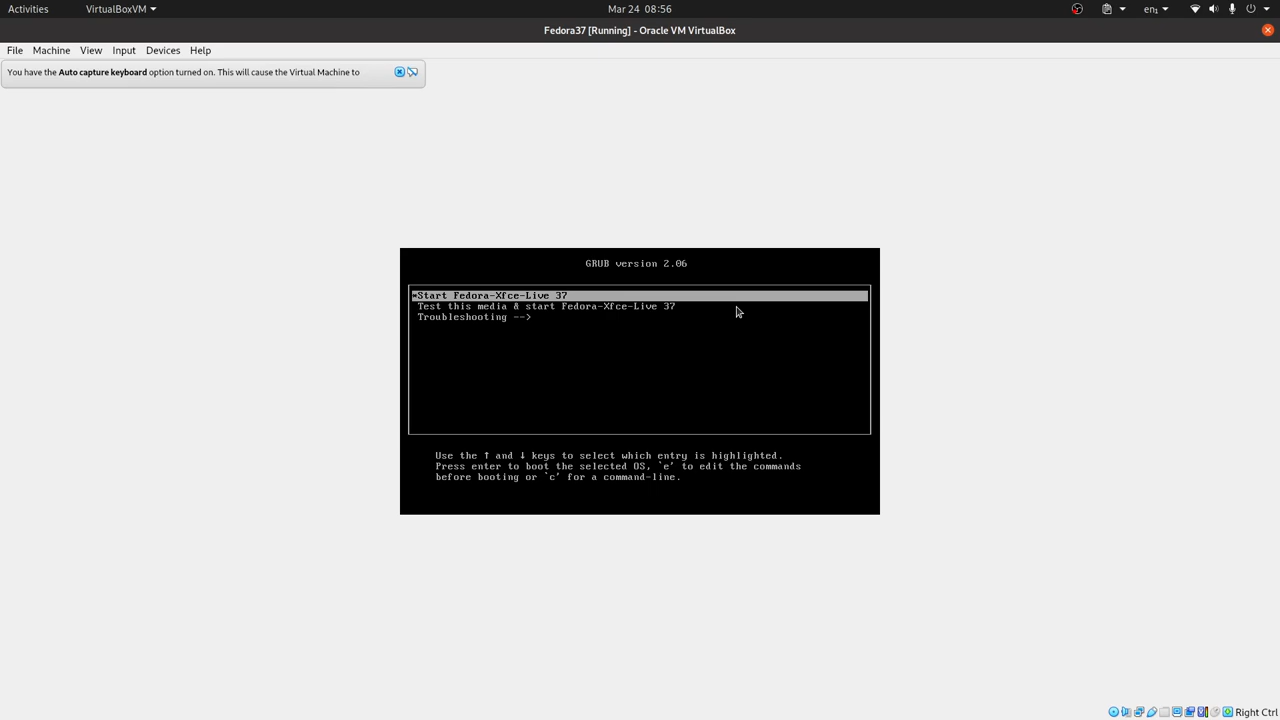 Activities VirtualBoxVM Mar 24 08:56 en₁
Fedora37 [Running] - Oracle VM VirtualBox
File Machine View Input Devices Help
You have the Auto capture keyboard option turned on. This will cause the Virtual Machine to
GRUB version 2.06
*Start Fedora-Xfce-Live 37
Test this media & start Fedora-Xfce-Live 37
Troubleshooting -->
Use the ↑ and ↓ keys to select which entry is highlighted.
Press enter to boot the selected OS, `e' to edit the commands
before booting or `c' for a command-line.
Right Ctrl